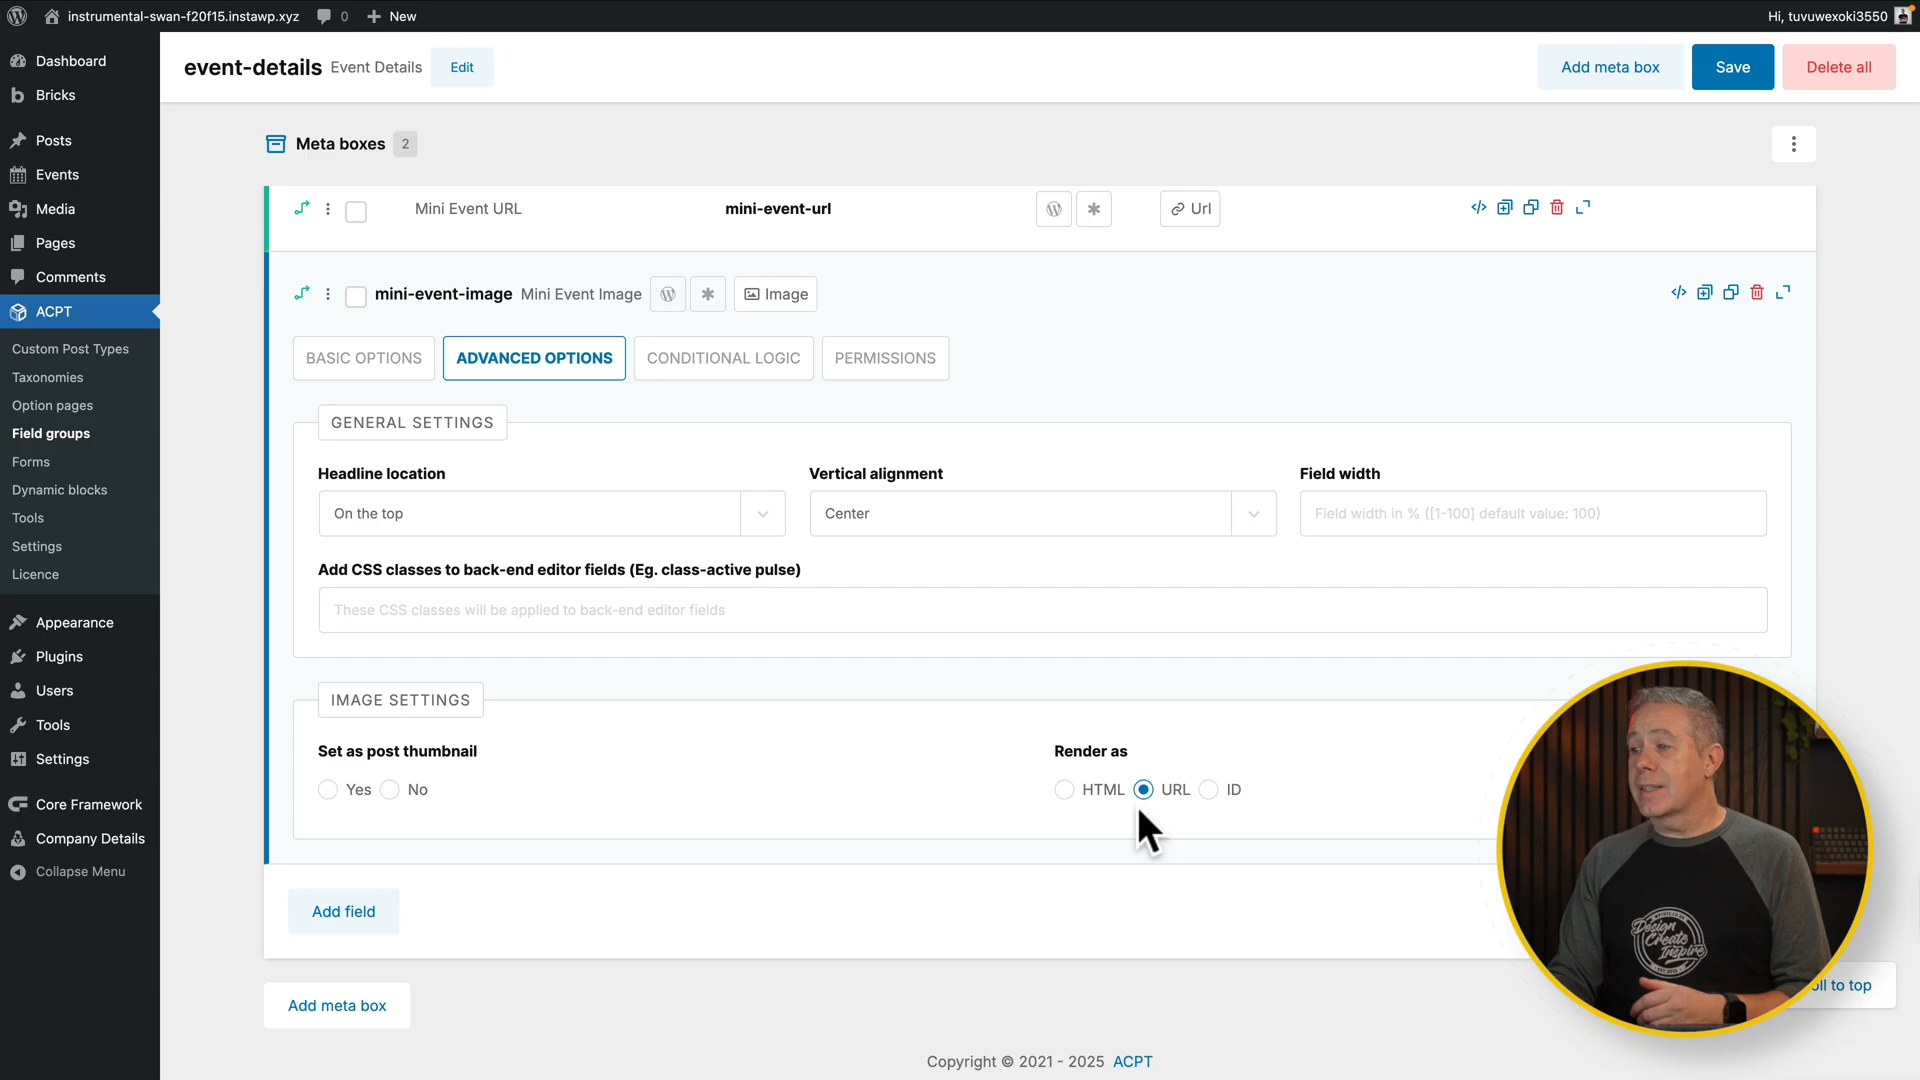 instrumental-swan-f20f15.instawp.xyz 0 New Hi, tuvuwexoki3550
Dashboard
Bricks
Posts
Events
Media
Pages
Comments
ACPT
Custom Post Types
Taxonomies
Option pages
Field groups
Forms
Dynamic blocks
Tools
Settings
Licence
Appearance
Plugins
Users
Tools
Settings
Core Framework
Company Details
Collapse Menu
event-details Event Details Edit Add meta box Save Delete all
Meta boxes 2
Mini Event URL mini-event-url Url
mini-event-image Mini Event Image Image
BASIC OPTIONS ADVANCED OPTIONS CONDITIONAL LOGIC PERMISSIONS
GENERAL SETTINGS
Headline location Vertical alignment Field width
On the top Center Field width in % ([1-100] default value: 100)
Add CSS classes to back-end editor fields (Eg. class-active pulse)
These CSS classes will be applied to back-end editor fields
IMAGE SETTINGS
Set as post thumbnail Render as
Yes No HTML URL ID
Add field
Design
Create
Inspire
oll to top
Add meta box
Copyright © 2021 - 2025 ACPT